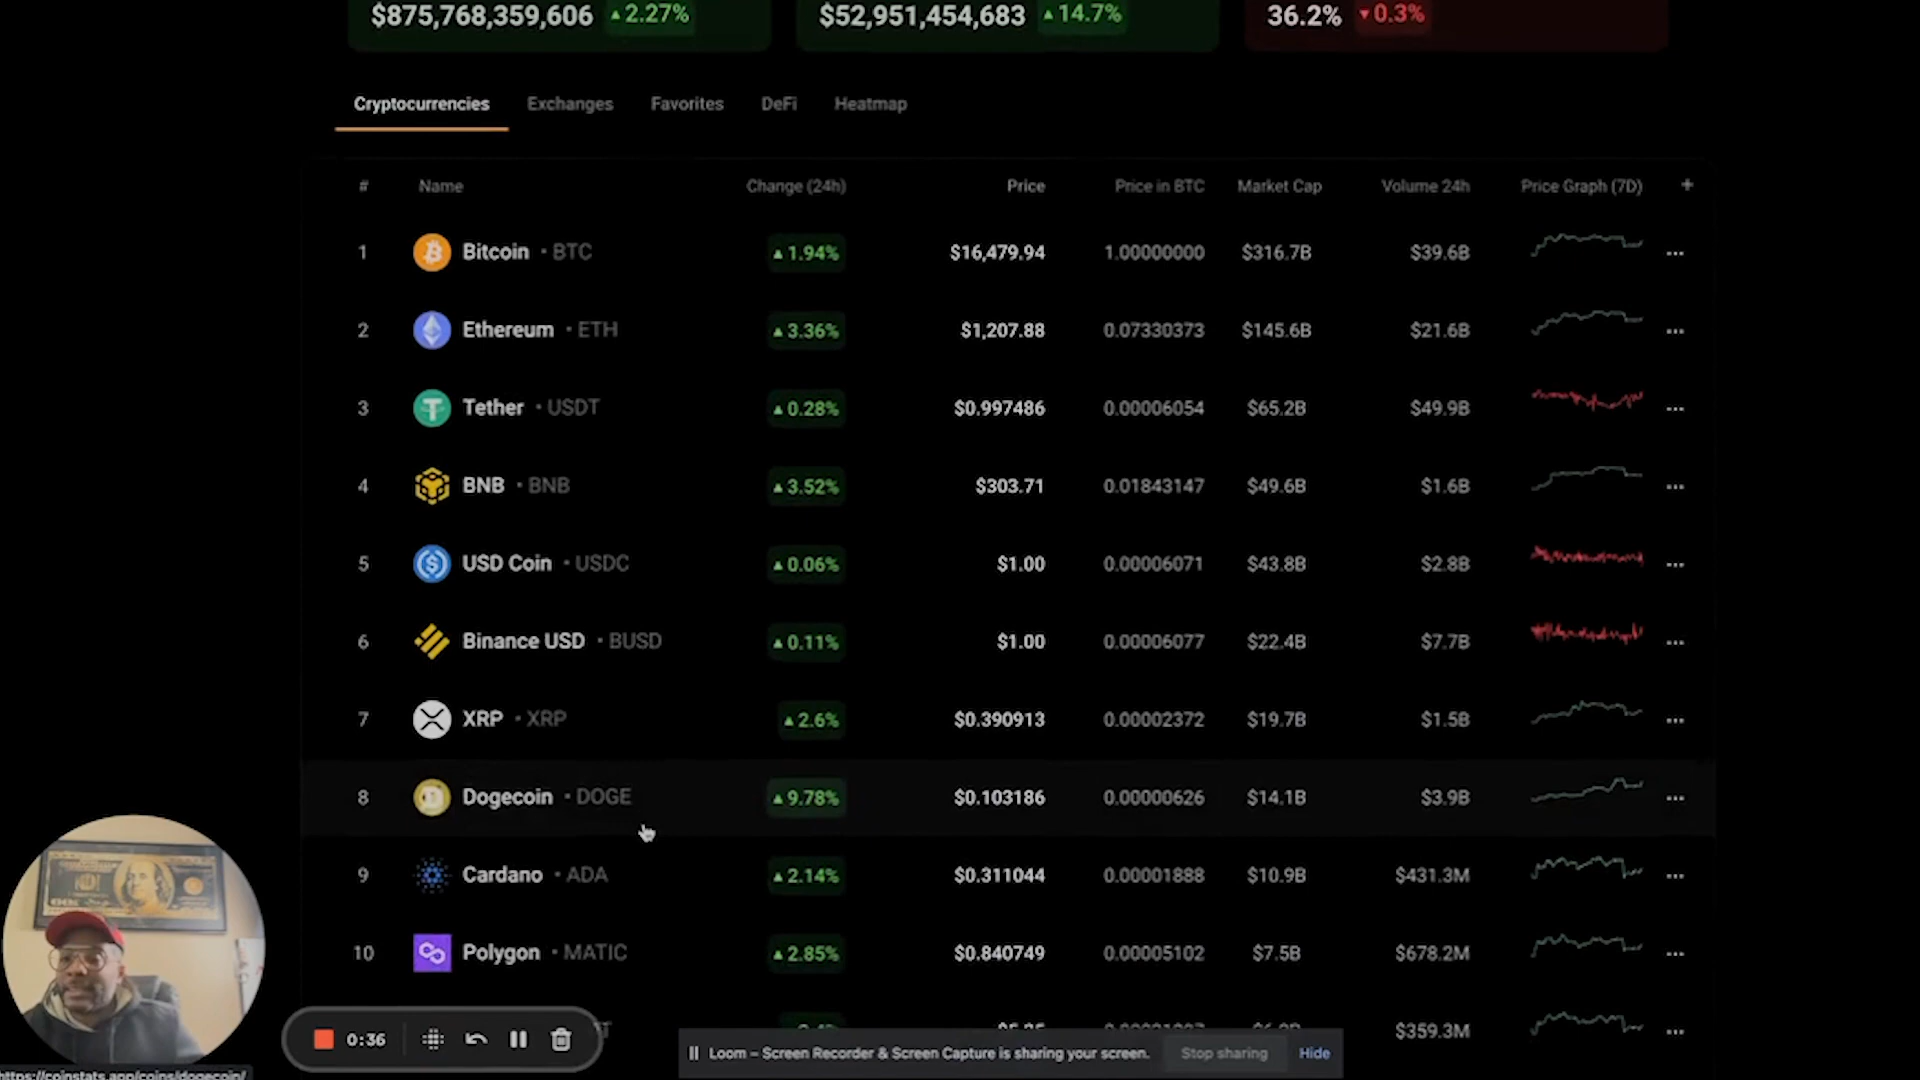 $875,768,359,606 ▲2.27% $52,951,454,683 ▲14.7% 36.2% ▼0.3%
Cryptocurrencies Exchanges Favorites DeFi Heatmap
# Name Change (24h) Price Price in BTC Market Cap Volume 24h Price Graph (7D) +
1 Bitcoin • BTC ▲1.94% $16,479.94 1.00000000 $316.7B $39.6B ...
2 Ethereum • ETH ▲3.36% $1,207.88 0.07330373 $145.6B $21.6B ...
3 Tether • USDT ▲0.28% $0.997486 0.00006054 $65.2B $49.9B ...
4 BNB • BNB ▲3.52% $303.71 0.01843147 $49.6B $1.6B ...
5 USD Coin • USDC ▲0.06% $1.00 0.00006071 $43.8B $2.8B ...
6 Binance USD • BUSD ▲0.11% $1.00 0.00006077 $22.4B $7.7B ...
7 XRP • XRP ▲2.6% $0.390913 0.00002372 $19.7B $1.5B ...
8 Dogecoin • DOGE ▲9.78% $0.103186 0.00000626 $14.1B $3.9B ...
9 Cardano • ADA ▲2.14% $0.311044 0.00001888 $10.9B $431.3M ...
10 Polygon • MATIC ▲2.85% $0.840749 0.00005102 $7.5B $678.2M ...
$359.3M ...
0:36
Loom – Screen Recorder & Screen Capture is sharing your screen. Stop sharing Hide
https://coinstats.app/coins/dogecoin/